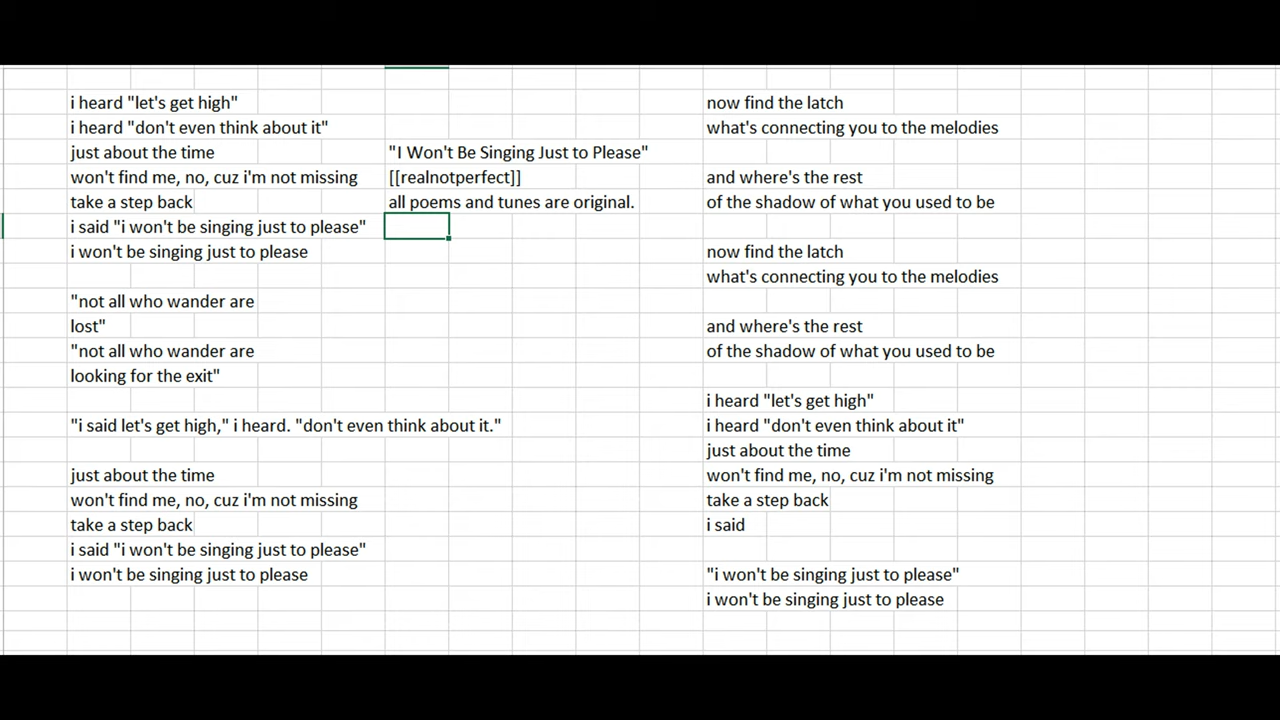 i heard "let's get high"
i heard "don't even think about it"
just about the time
won't find me, no, cuz i'm not missing
take a step back
i said "i won't be singing just to please"
i won't be singing just to please
"not all who wander are
lost"
"not all who wander are
looking for the exit"
"i said let's get high," i heard. "don't even think about it."
just about the time
won't find me, no, cuz i'm not missing
take a step back
i said "i won't be singing just to please"
i won't be singing just to please
"I Won't Be Singing Just to Please"
[[realnotperfect]]
all poems and tunes are original.
now find the latch
what's connecting you to the melodies
and where's the rest
of the shadow of what you used to be
now find the latch
what's connecting you to the melodies
and where's the rest
of the shadow of what you used to be
i heard "let's get high"
i heard "don't even think about it"
just about the time
won't find me, no, cuz i'm not missing
take a step back
i said
"i won't be singing just to please"
i won't be singing just to please